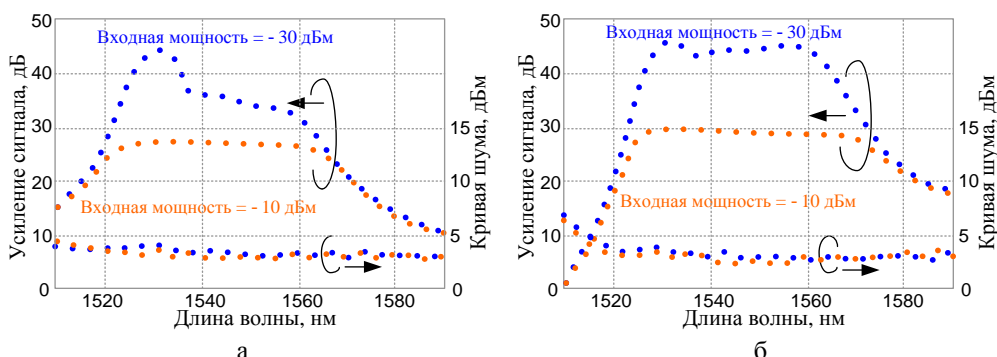 50
40
30
20
10
0
Усиление сигнала, дБ
Входная мощность = - 30 дБм
Входная мощность = - 10 дБм
15
10
5
0
Кривая шума, дБм
1520
1540
1560
1580
Длина волны, нм
а
50
40
30
20
10
0
Усиление сигнала, дБ
Входная мощность = - 30 дБм
Входная мощность = - 10 дБм
15
10
5
0
Кривая шума, дБм
1520
1540
1560
1580
Длина волны, нм
б